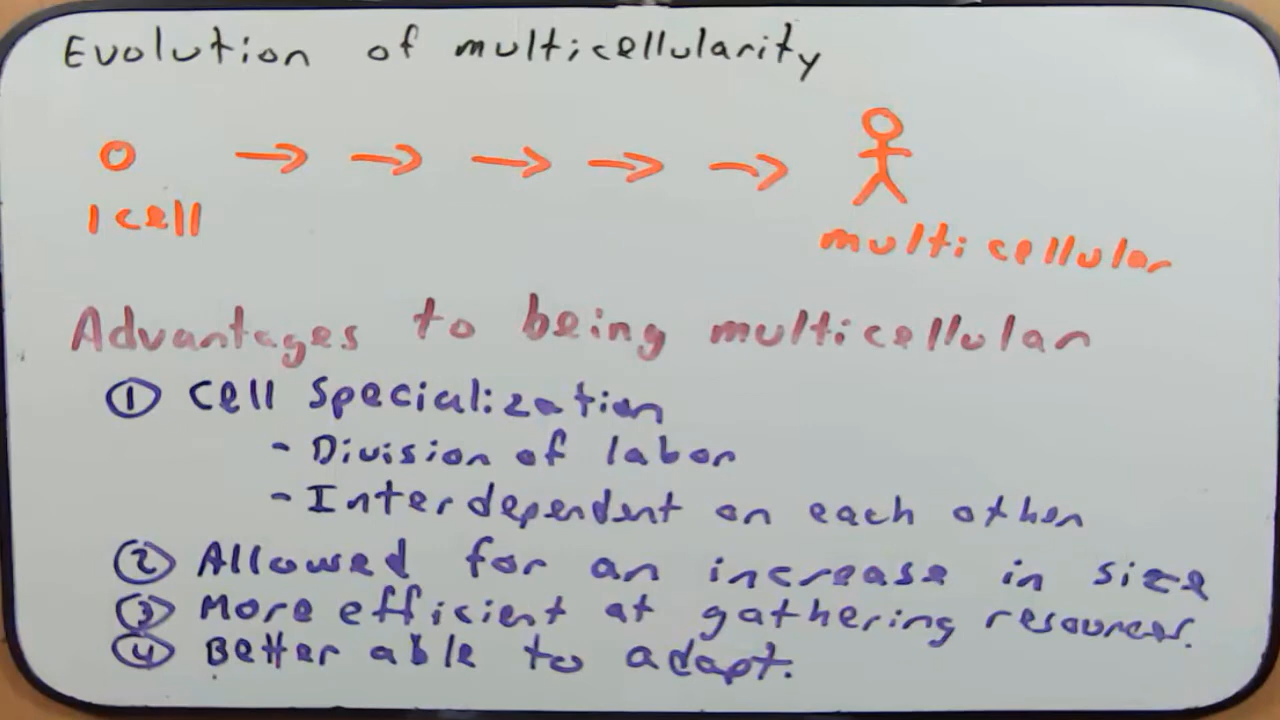 Evolution of multicellularity
1 cell
multicellular
Advantages to being multicellular
① Cell Specialization
- Division of labor
- Interdependent on each other
② Allowed for an increase in size
③ More efficient at gathering resources.
④ Better able to adapt.